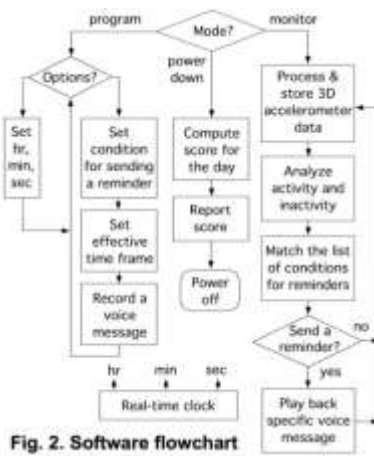 program
Mode?
monitor
Options?
power
down
Process &
store 3D
accelerometer
data
Set
hr,
min,
sec
Set
condition
for sending
a reminder
Compute
score for
the day
Analyze
activity and
inactivity
Set
effective
time frame
Report
score
Match the list
of conditions
for reminders
Power
off
Record a
voice
message
Send a
reminder?
no
yes
hr min sec
Real-time clock
Play back
specific voice
message
Fig. 2. Software flowchart